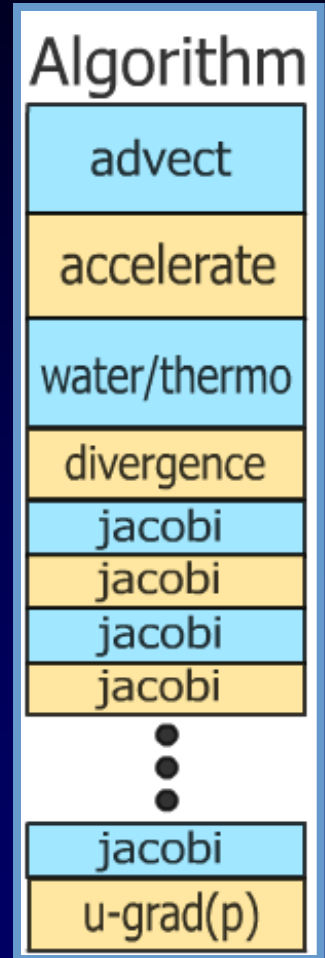 Algorithm
advect
accelerate
water/thermo
divergence
jacobi
jacobi
jacobi
jacobi
jacobi
u-grad(p)